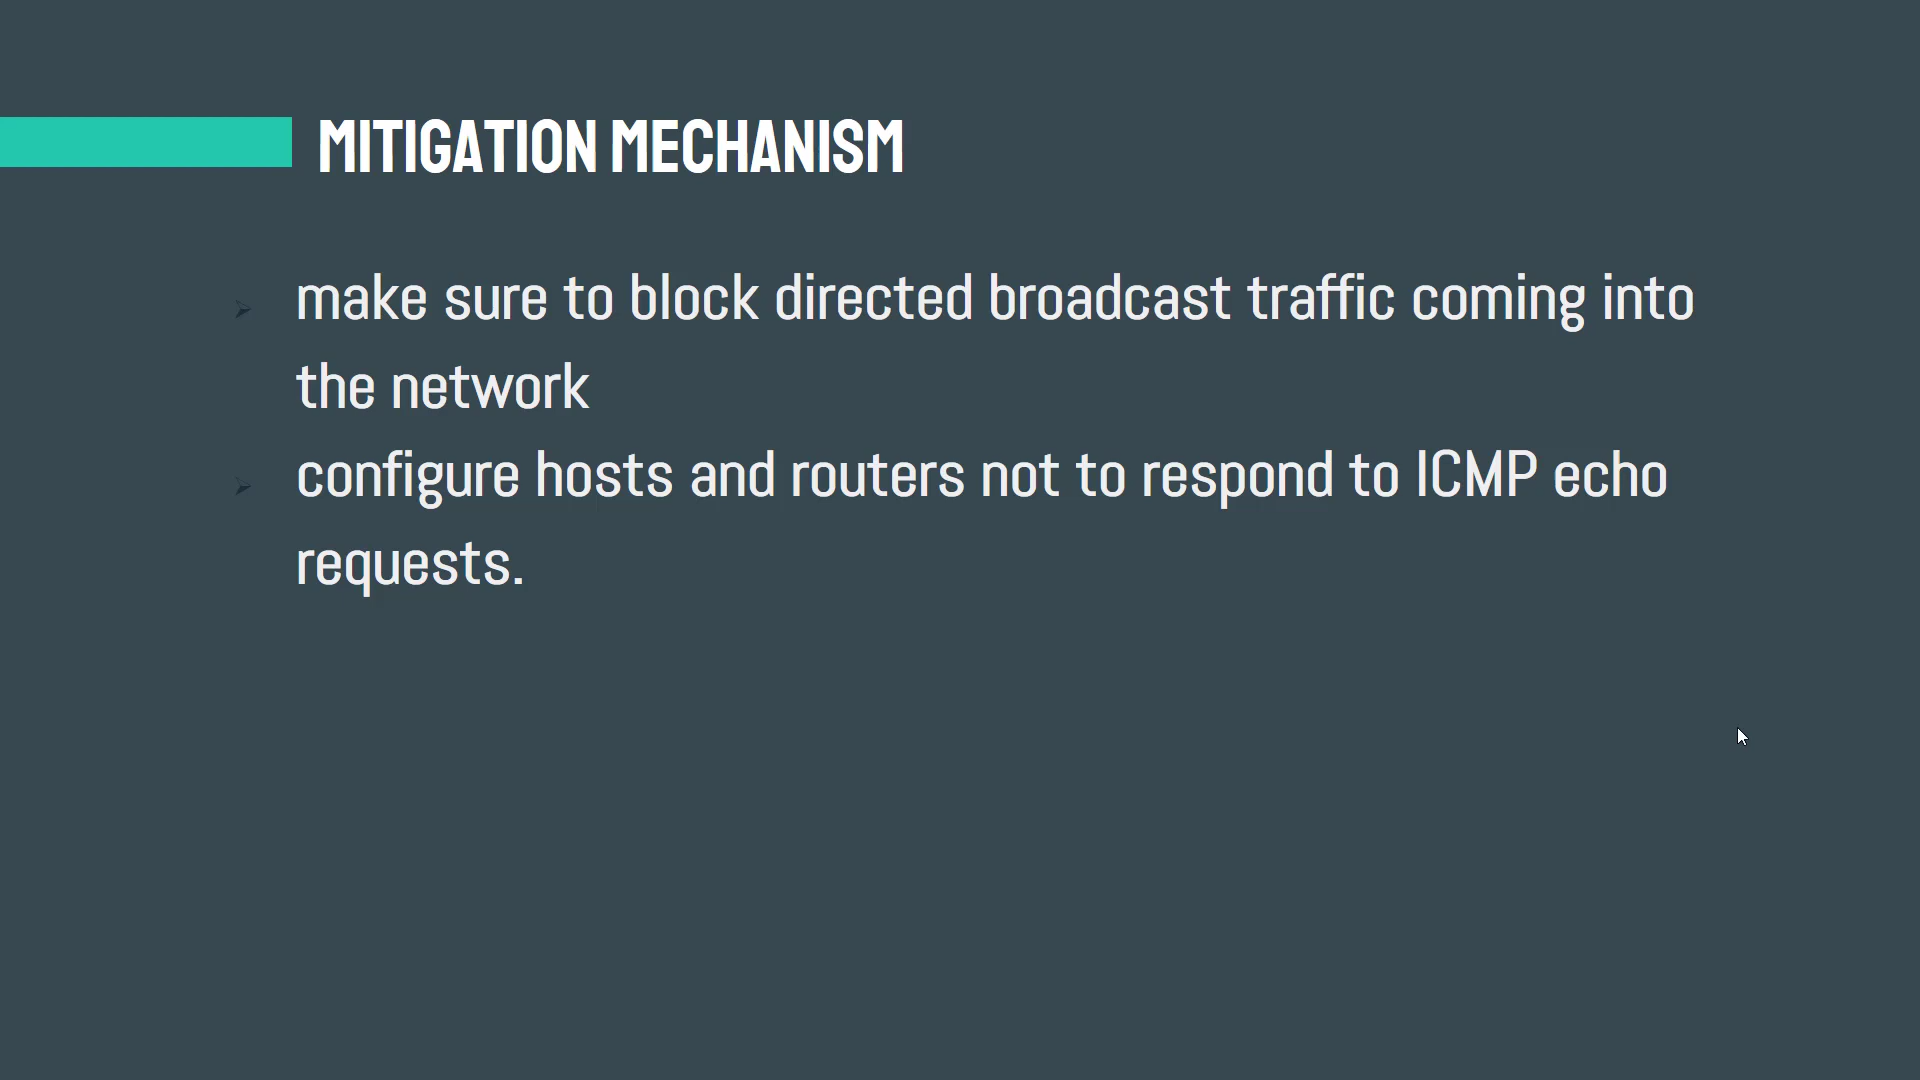 MITIGATION MECHANISM
make sure to block directed broadcast traffic coming into
the network
configure hosts and routers not to respond to ICMP echo
requests.